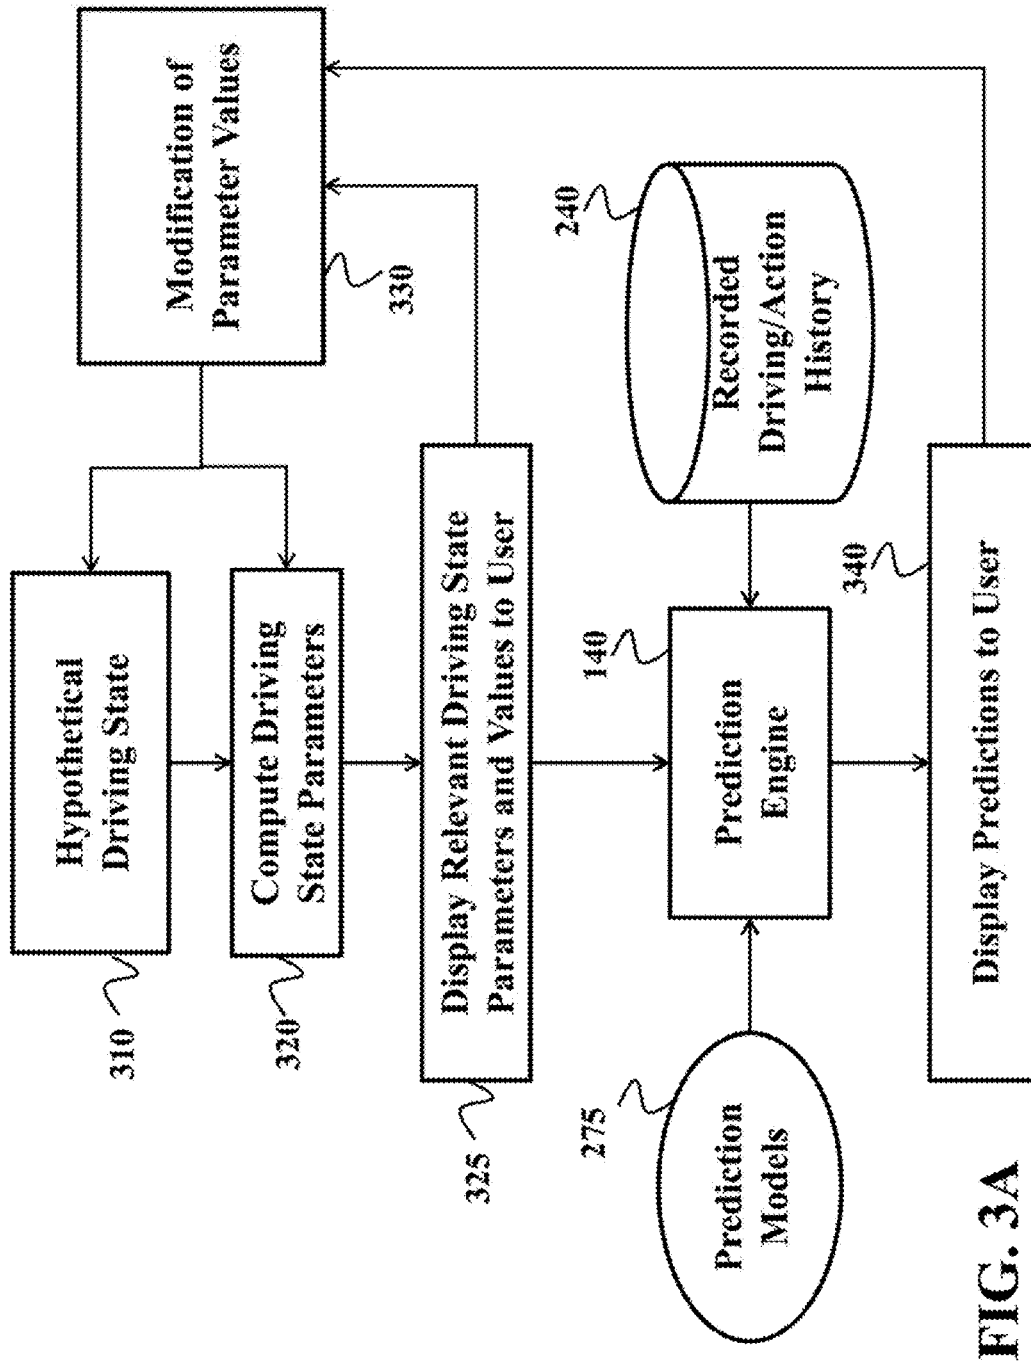 Hypothetical
Driving State
310
Compute Driving
State Parameters
320
Modification of
Parameter Values
330
Display Relevant Driving State
Parameters and Values to User
325
Prediction
Models
275
Prediction
Engine
140
Recorded
Driving/Action
History
240
Display Predictions to User
340
FIG. 3A